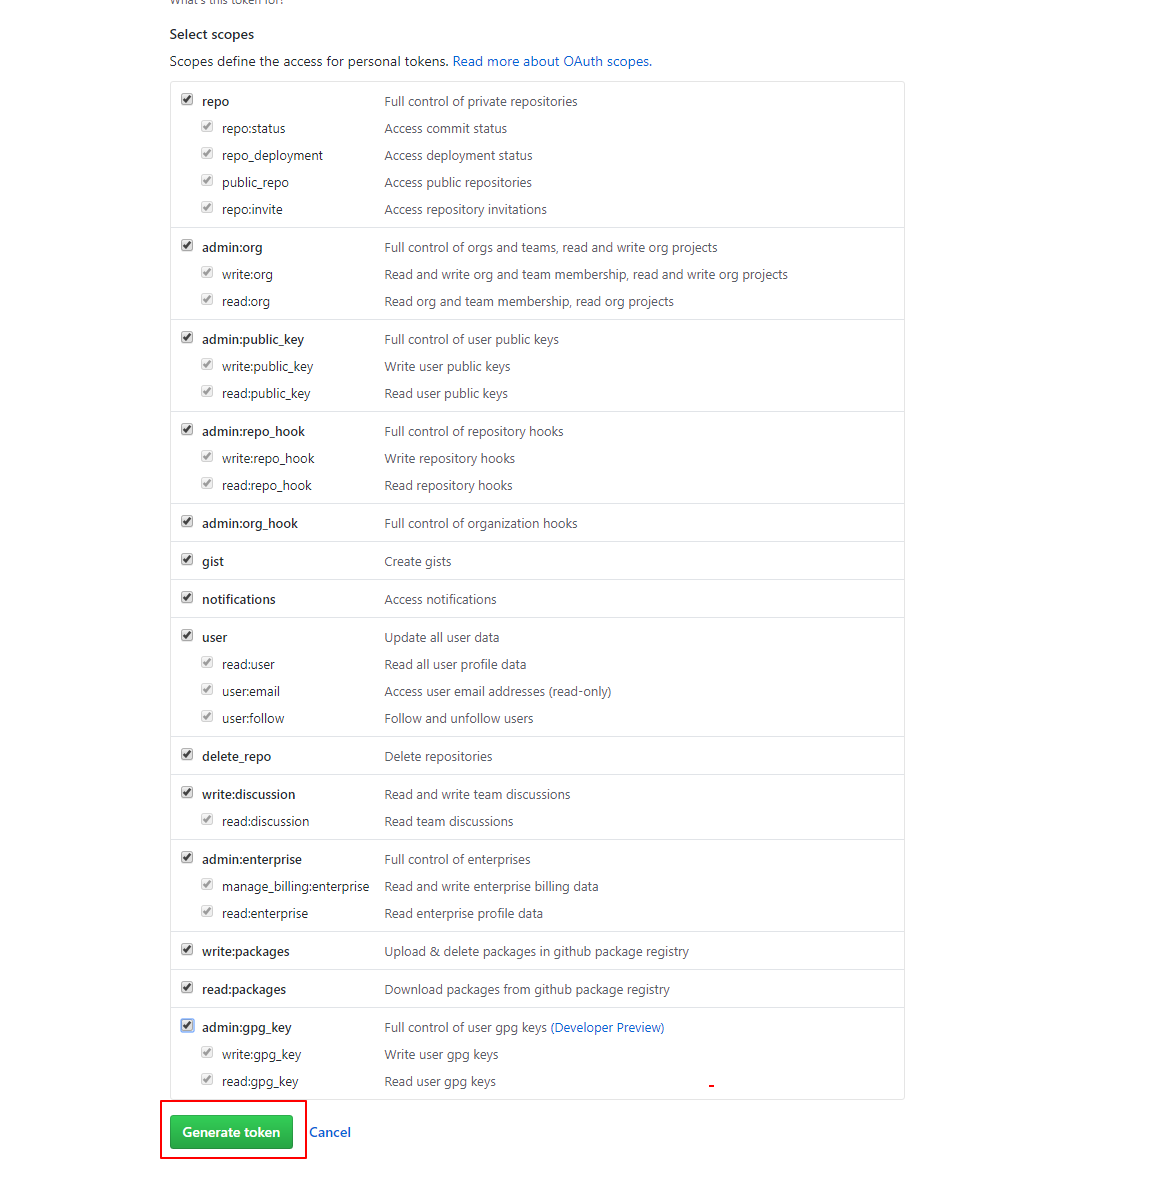 What's this token for?
Select scopes
Scopes define the access for personal tokens. Read more about OAuth scopes.
repo Full control of private repositories
repo:status Access commit status
repo_deployment Access deployment status
public_repo Access public repositories
repo:invite Access repository invitations
admin:org Full control of orgs and teams, read and write org projects
write:org Read and write org and team membership, read and write org projects
read:org Read org and team membership, read org projects
admin:public_key Full control of user public keys
write:public_key Write user public keys
read:public_key Read user public keys
admin:repo_hook Full control of repository hooks
write:repo_hook Write repository hooks
read:repo_hook Read repository hooks
admin:org_hook Full control of organization hooks
gist Create gists
notifications Access notifications
user Update all user data
read:user Read all user profile data
user:email Access user email addresses (read-only)
user:follow Follow and unfollow users
delete_repo Delete repositories
write:discussion Read and write team discussions
read:discussion Read team discussions
admin:enterprise Full control of enterprises
manage_billing:enterprise Read and write enterprise billing data
read:enterprise Read enterprise profile data
write:packages Upload & delete packages in github package registry
read:packages Download packages from github package registry
admin:gpg_key Full control of user gpg keys (Developer Preview)
write:gpg_key Write user gpg keys
read:gpg_key Read user gpg keys
Generate token Cancel